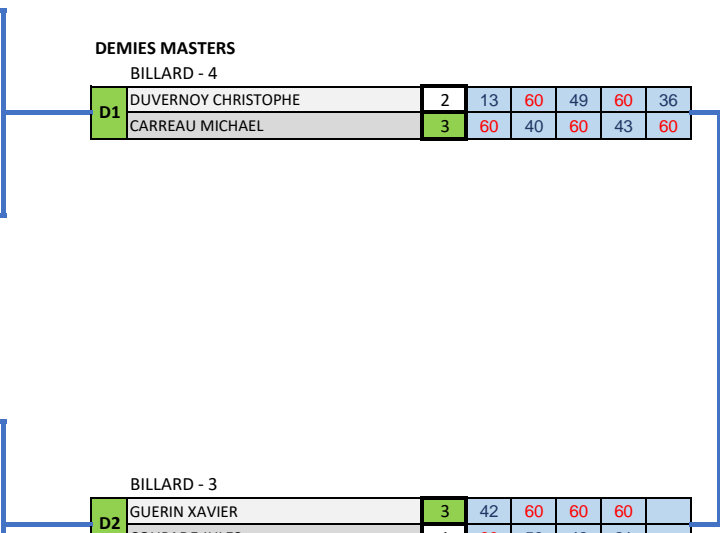 DEMIES MASTERS
BILLARD - 4
D1
DUVERNOY CHRISTOPHE 2 13 60 49 60 36
CARREAU MICHAEL 3 60 40 60 43 60
BILLARD - 3
D2
GUERIN XAVIER 3 42 60 60 60